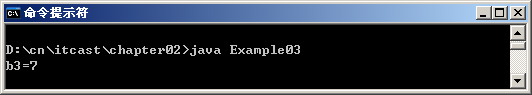 命令提示符
D:\cn\itcast\chapter02>java Example03
b3=7